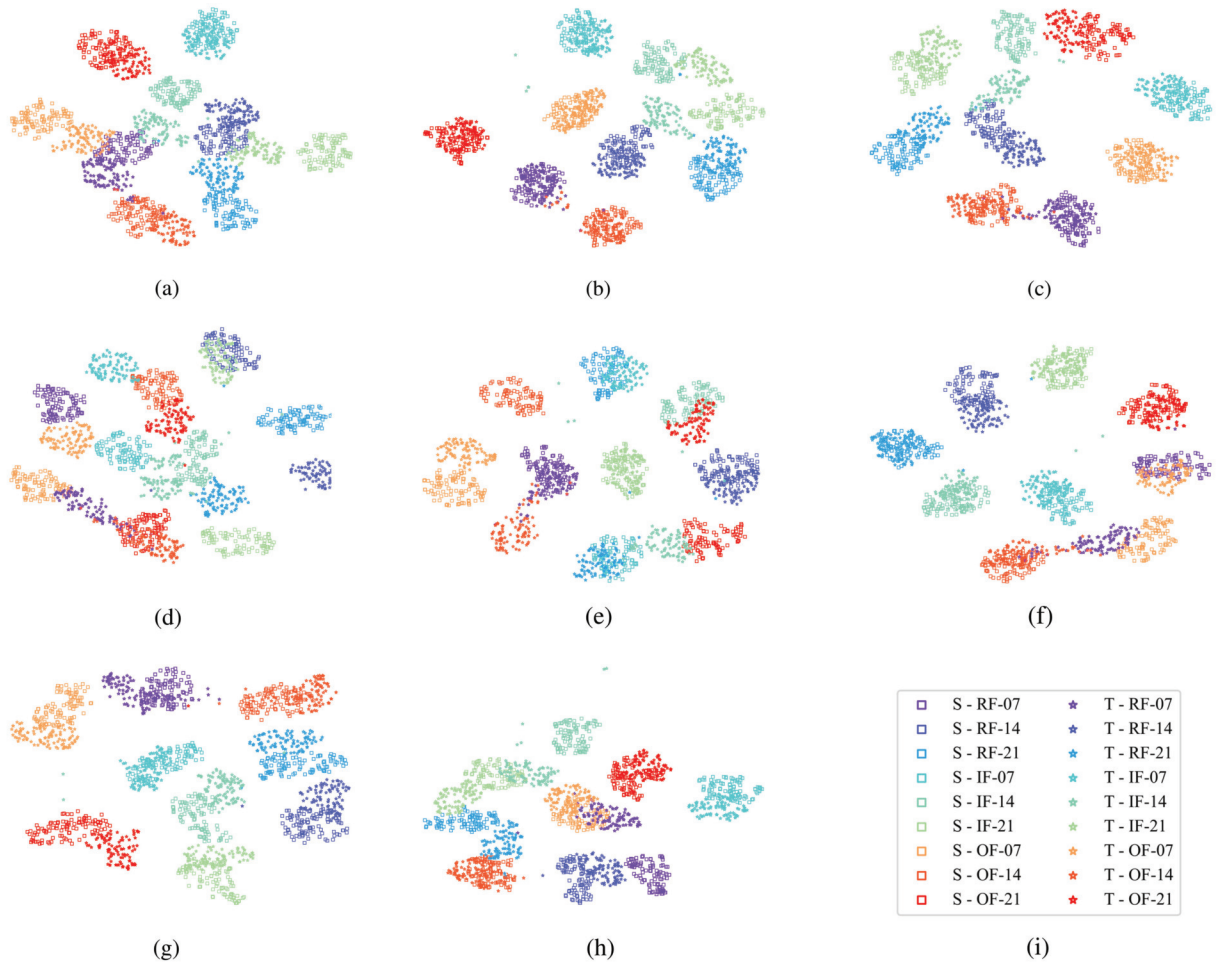 (a)
(b)
(c)
(d)
(e)
(f)
S - RF-07 T - RF-07
S - RF-14 T - RF-14
S - RF-21 T - RF-21
S - IF-07 T - IF-07
S - IF-14 T - IF-14
S - IF-21 T - IF-21
S - OF-07 T - OF-07
S - OF-14 T - OF-14
S - OF-21 T - OF-21
(g)
(h)
(i)